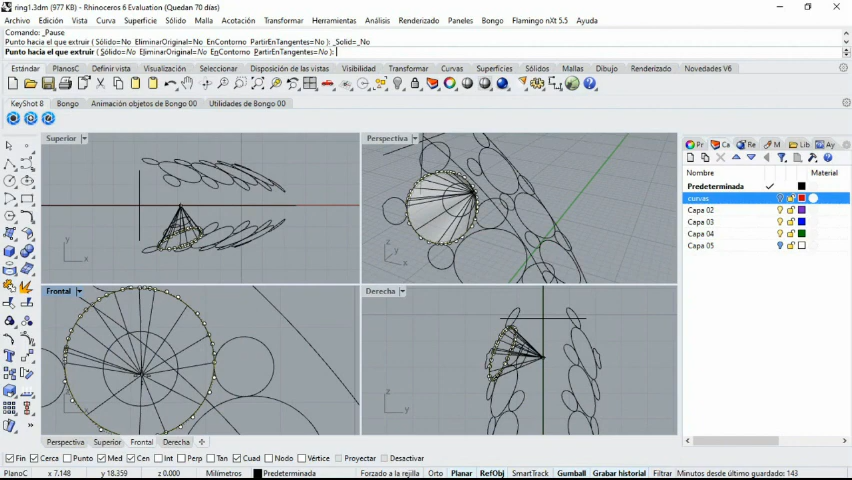 ring1.3dm (977 KB) - Rhinoceros 6 Evaluation (Quedan 70 días)
Archivo Edición Vista Curva Superficie Sólido Malla Acotación Transformar Herramientas Análisis Renderizado Paneles Bongo Flamingo nXt 5.5 Ayuda
Comando: _Pause
Punto hacia el que extruir ( Sólido=No EliminarOriginal=No EnContorno PartirEnTangentes=No ): _Solid=_No
Punto hacia el que extruir ( Sólido=No EliminarOriginal=No EnContorno PartirEnTangentes=No ):
Estándar PlanosC Definir vista Visualización Seleccionar Disposición de las vistas Visibilidad Transformar Curvas Superficies Sólidos Mallas Dibujo Renderizado Novedades V6
KeyShot 8 Bongo Animación objetos de Bongo 00 Utilidades de Bongo 00
Superior Perspectiva
Pr Ca Re M Lib Ay
Nombre Material
Predeterminada
curvas
Capa 02
Capa 03
Capa 04
Capa 05
y x z y x
Frontal Derecha
z x z y
Perspectiva Superior Frontal Derecha
Fin Cerca Punto Med Cen Int Perp Tan Cuad Nodo Vértice Proyectar Desactivar
PlanoC x 7.148 y 18.359 z 0.000 Milímetros Predeterminada Forzado a la rejilla Orto Planar RefObj SmartTrack Gumball Grabar historial Filtrar Minutos desde último guardado: 143